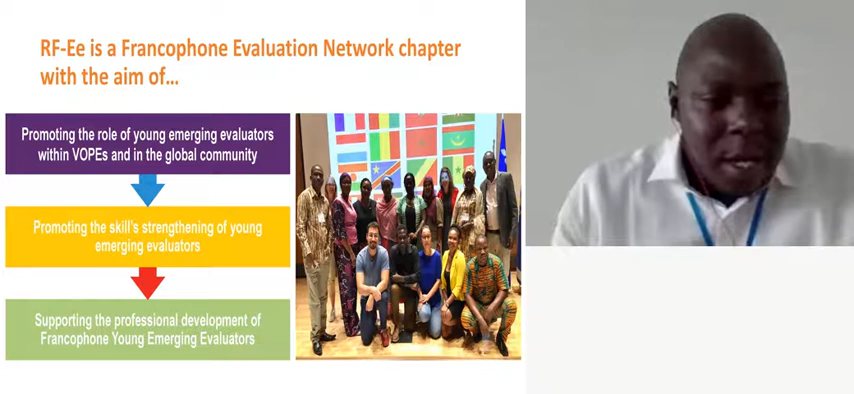 RF-Ee is a Francophone Evaluation Network chapter
with the aim of…
Promoting the role of young emerging evaluators
within VOPEs and in the global community
Promoting the skill's strengthening of young
emerging evaluators
Supporting the professional development of
Francophone Young Emerging Evaluators